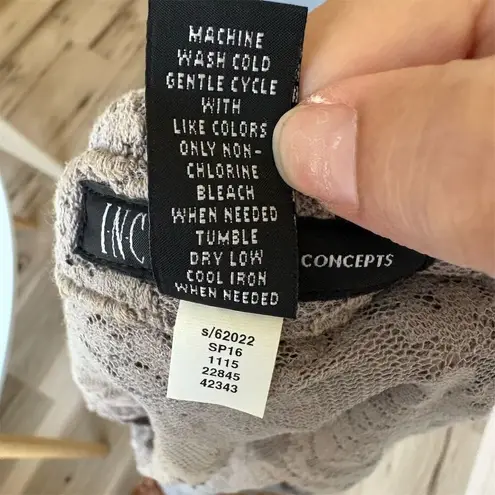 MACHINE
WASH COLD
GENTLE CYCLE
WITH
LIKE COLORS
ONLY NON-
CHLORINE
BLEACH
WHEN NEEDED
TUMBLE
DRY LOW
COOL IRON
WHEN NEEDED
I·N·C
CONCEPTS
s/62022
SP16
1115
22845
42343